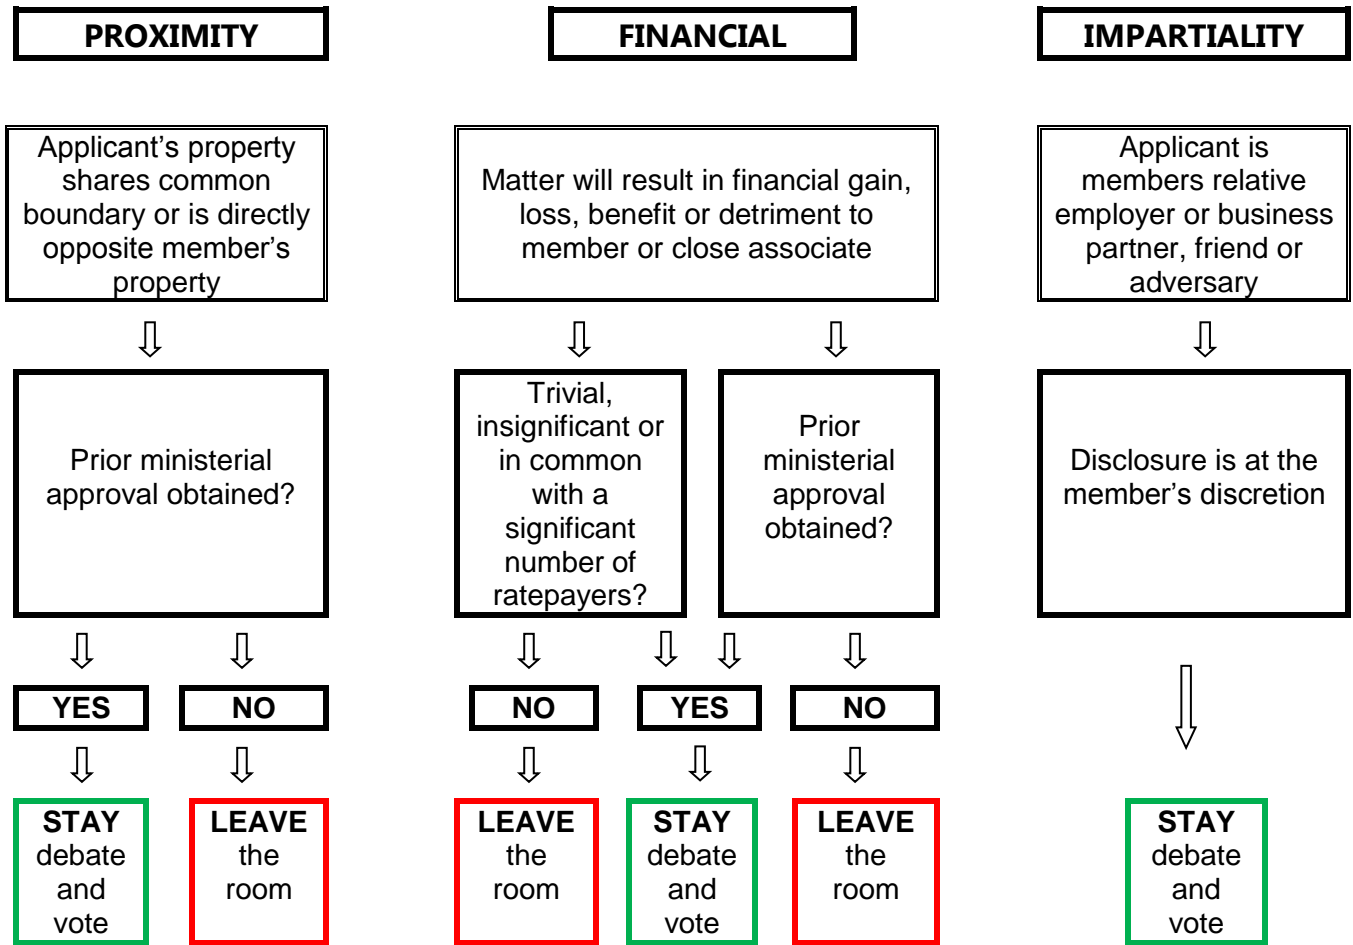 PROXIMITY
FINANCIAL
IMPARTIALITY
Applicant’s property
shares common
boundary or is directly
opposite member’s
property
Matter will result in financial gain,
loss, benefit or detriment to
member or close associate
Applicant is
members relative
employer or business
partner, friend or
adversary
Prior ministerial
approval obtained?
Trivial,
insignificant or
in common
with a
significant
number of
ratepayers?
Prior
ministerial
approval
obtained?
Disclosure is at the
member’s discretion
YES
NO
NO
YES
NO
STAY
debate
and
vote
LEAVE
the
room
LEAVE
the
room
STAY
debate
and
vote
LEAVE
the
room
STAY
debate
and
vote